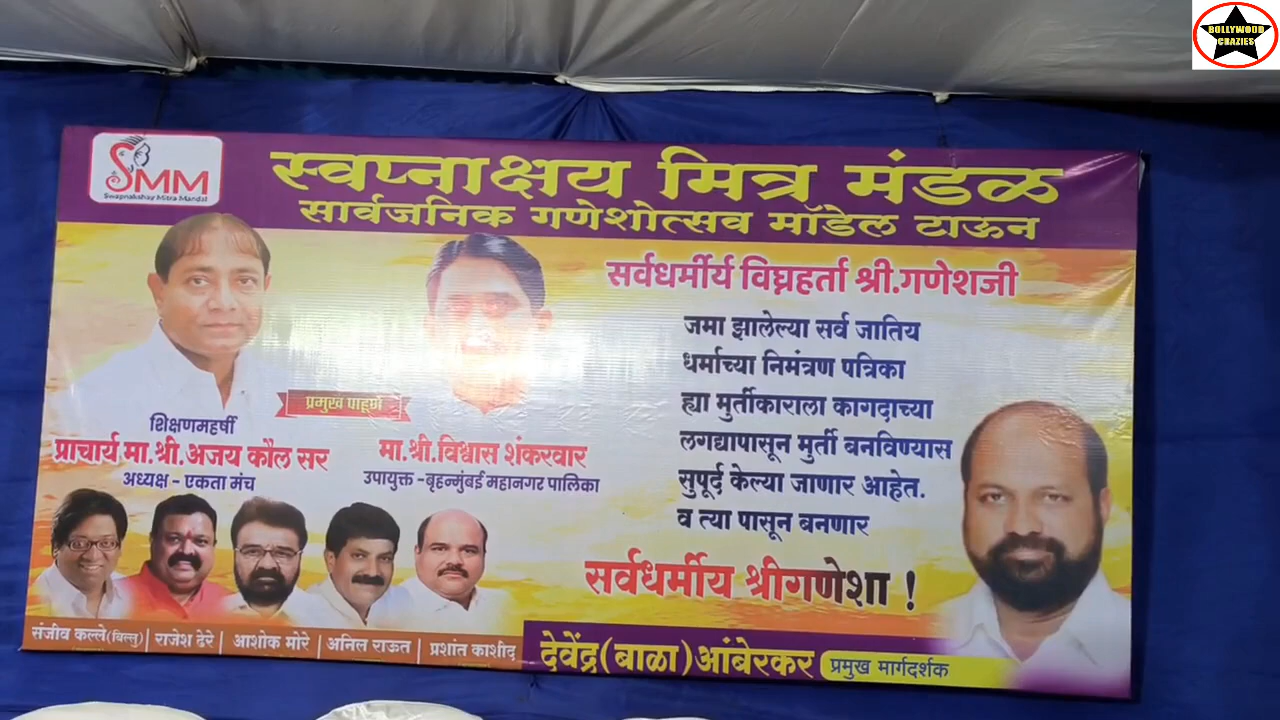 BOLLYWOOD
CRAZIES
SMM
Swapnakshay Mitra Mandal
स्वप्नाक्षय मित्र मंडळ
सार्वजनिक गणेशोत्सव मॉडेल टाऊन
सर्वधर्मीर्य विघ्नहर्ता श्री.गणेशजी
जमा झालेल्या सर्व जातिय
धर्माच्या निमंत्रण पत्रिका
ह्या मुर्तीकाराला कागदाच्या
लगद्यापासून मुर्ती बनविण्यास
सुपूर्द केल्या जाणार आहेत.
व त्या पासून बनणार
सर्वधर्मीय श्रीगणेशा !
प्रमुख पाहूणे
शिक्षणमहर्षी
प्राचार्य मा.श्री.अजय कौल सर
अध्यक्ष - एकता मंच
मा.श्री.विश्वास शंकरवार
उपायुक्त -बृहन्मुंबई महानगर पालिका
संजीव कल्ले(बिल्लु) | राजेश ढेरे | आशोक मोरे | अनिल राऊत | प्रशांत काशीद
देवेंद्र(बाळा)आंबेरकर प्रमुख मार्गदर्शक